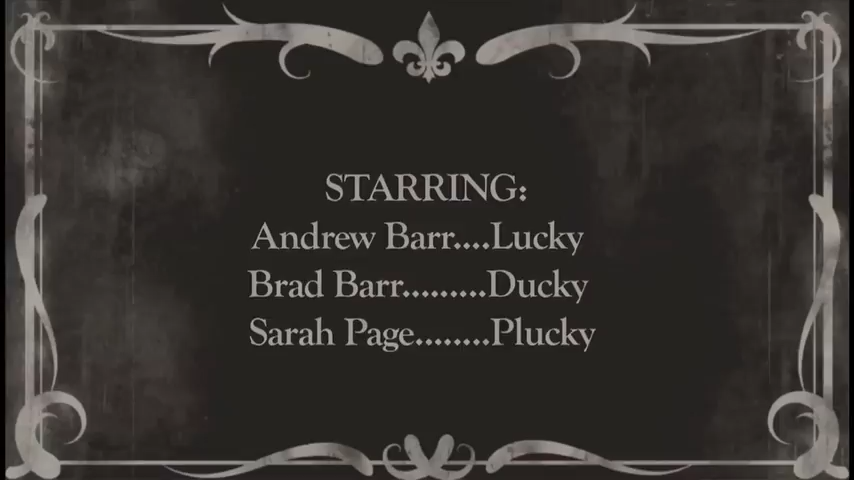 STARRING:
Andrew Barr....Lucky
Brad Barr.........Ducky
Sarah Page........Plucky